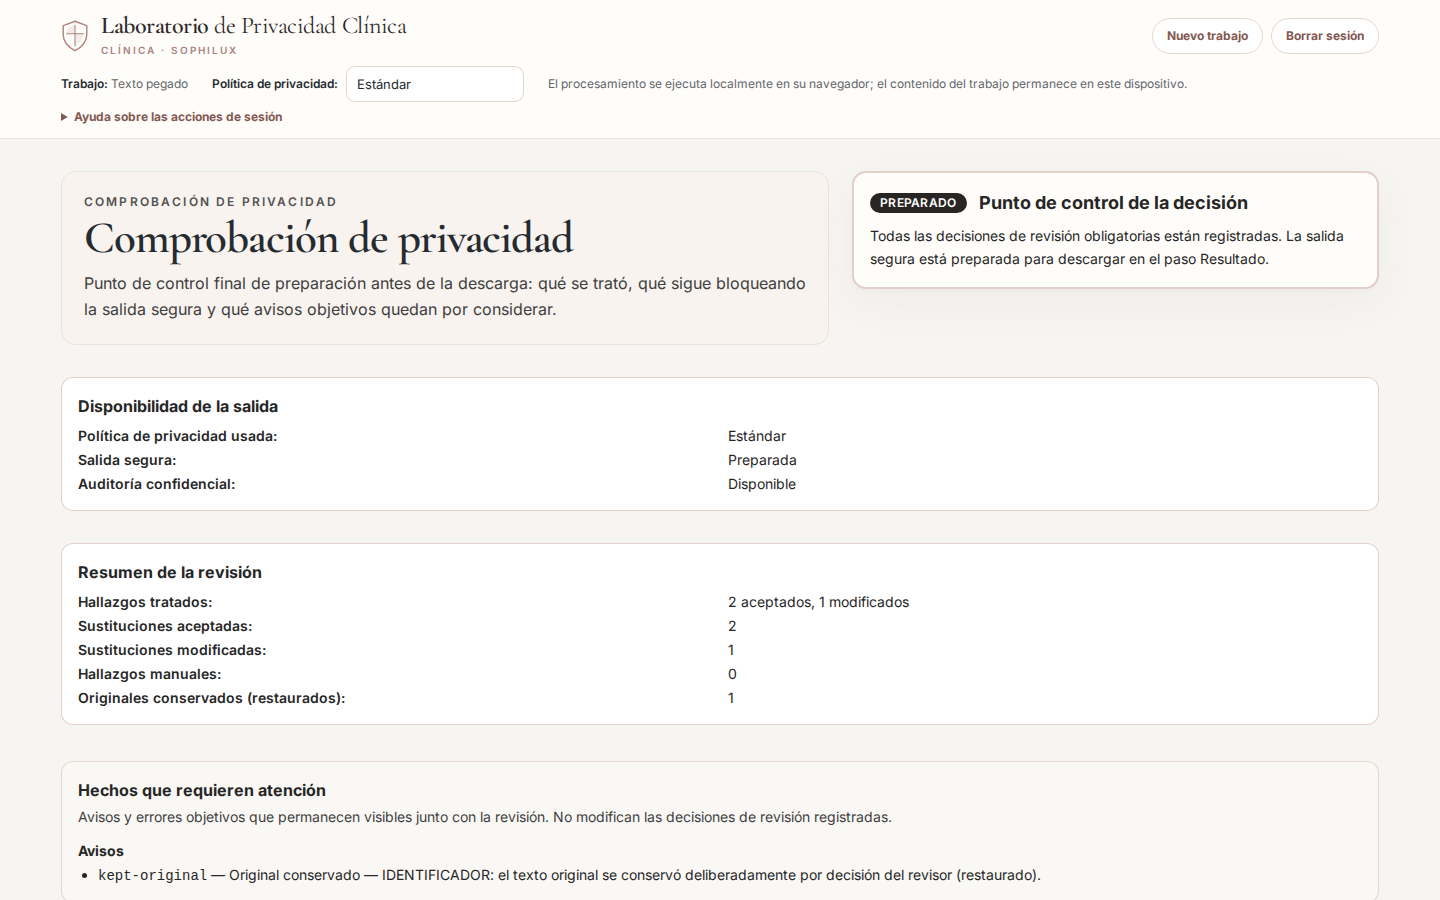 Laboratorio de Privacidad Clínica
CLÍNICA · SOPHILUX
Nuevo trabajo
Borrar sesión
Trabajo: Texto pegado
Política de privacidad: Estándar
El procesamiento se ejecuta localmente en su navegador; el contenido del trabajo permanece en este dispositivo.
Ayuda sobre las acciones de sesión
COMPROBACIÓN DE PRIVACIDAD
Comprobación de privacidad
Punto de control final de preparación antes de la descarga: qué se trató, qué sigue bloqueando
la salida segura y qué avisos objetivos quedan por considerar.
PREPARADO Punto de control de la decisión
Todas las decisiones de revisión obligatorias están registradas. La salida
segura está preparada para descargar en el paso Resultado.
Disponibilidad de la salida
Política de privacidad usada: Estándar
Salida segura: Preparada
Auditoría confidencial: Disponible
Resumen de la revisión
Hallazgos tratados: 2 aceptados, 1 modificados
Sustituciones aceptadas: 2
Sustituciones modificadas: 1
Hallazgos manuales: 0
Originales conservados (restaurados): 1
Hechos que requieren atención
Avisos y errores objetivos que permanecen visibles junto con la revisión. No modifican las decisiones de revisión registradas.
Avisos
• kept-original — Original conservado — IDENTIFICADOR: el texto original se conservó deliberadamente por decisión del revisor (restaurado).